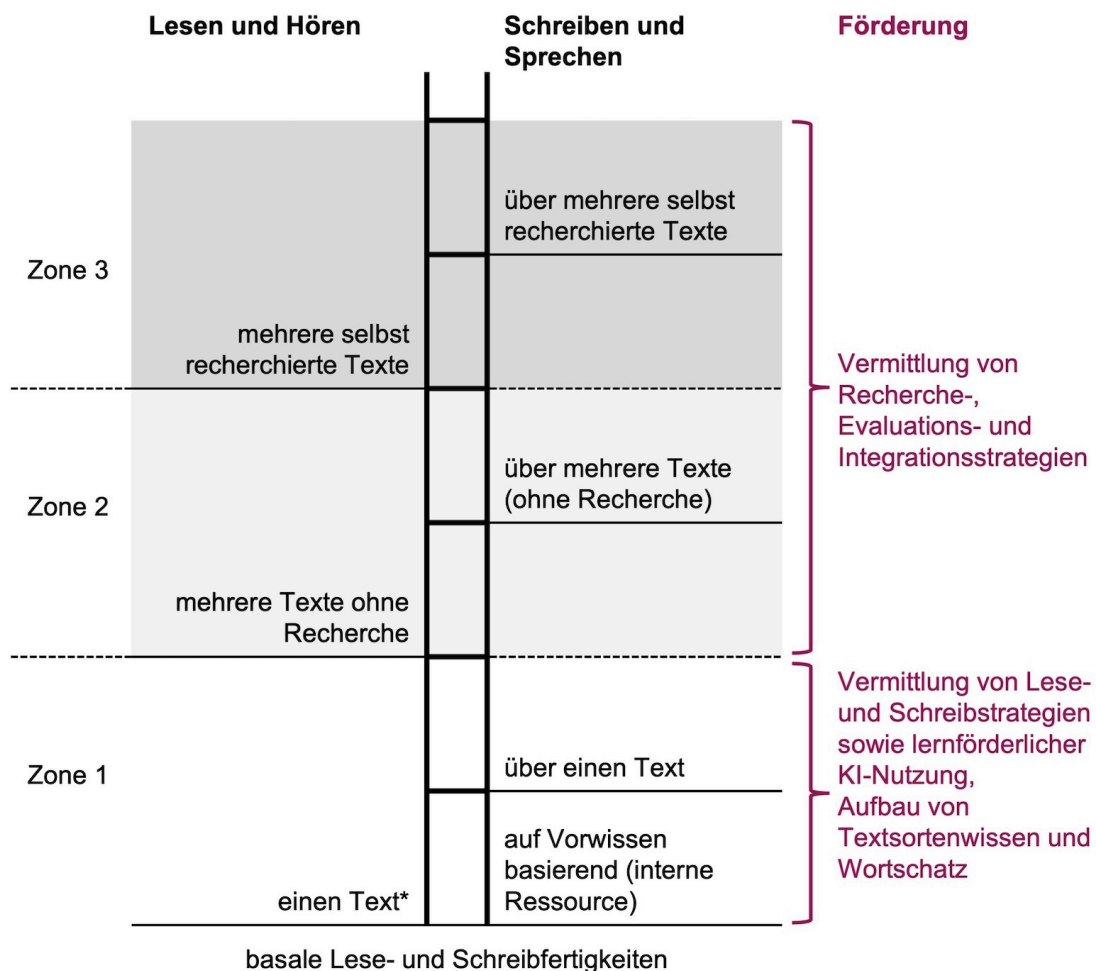 Lesen und Hören
Schreiben und
Sprechen
Förderung
über mehrere selbst
recherchierte Texte
Zone 3
mehrere selbst
recherchierte Texte
Vermittlung von
Recherche-,
Evaluations- und
Integrationsstrategien
über mehrere Texte
(ohne Recherche)
Zone 2
mehrere Texte ohne
Recherche
Vermittlung von Lese-
und Schreibstrategien
sowie lernförderlicher
KI-Nutzung,
Aufbau von
Textsortenwissen und
Wortschatz
Zone 1
über einen Text
auf Vorwissen
basierend (interne
Ressource)
einen Text*
basale Lese- und Schreibfertigkeiten